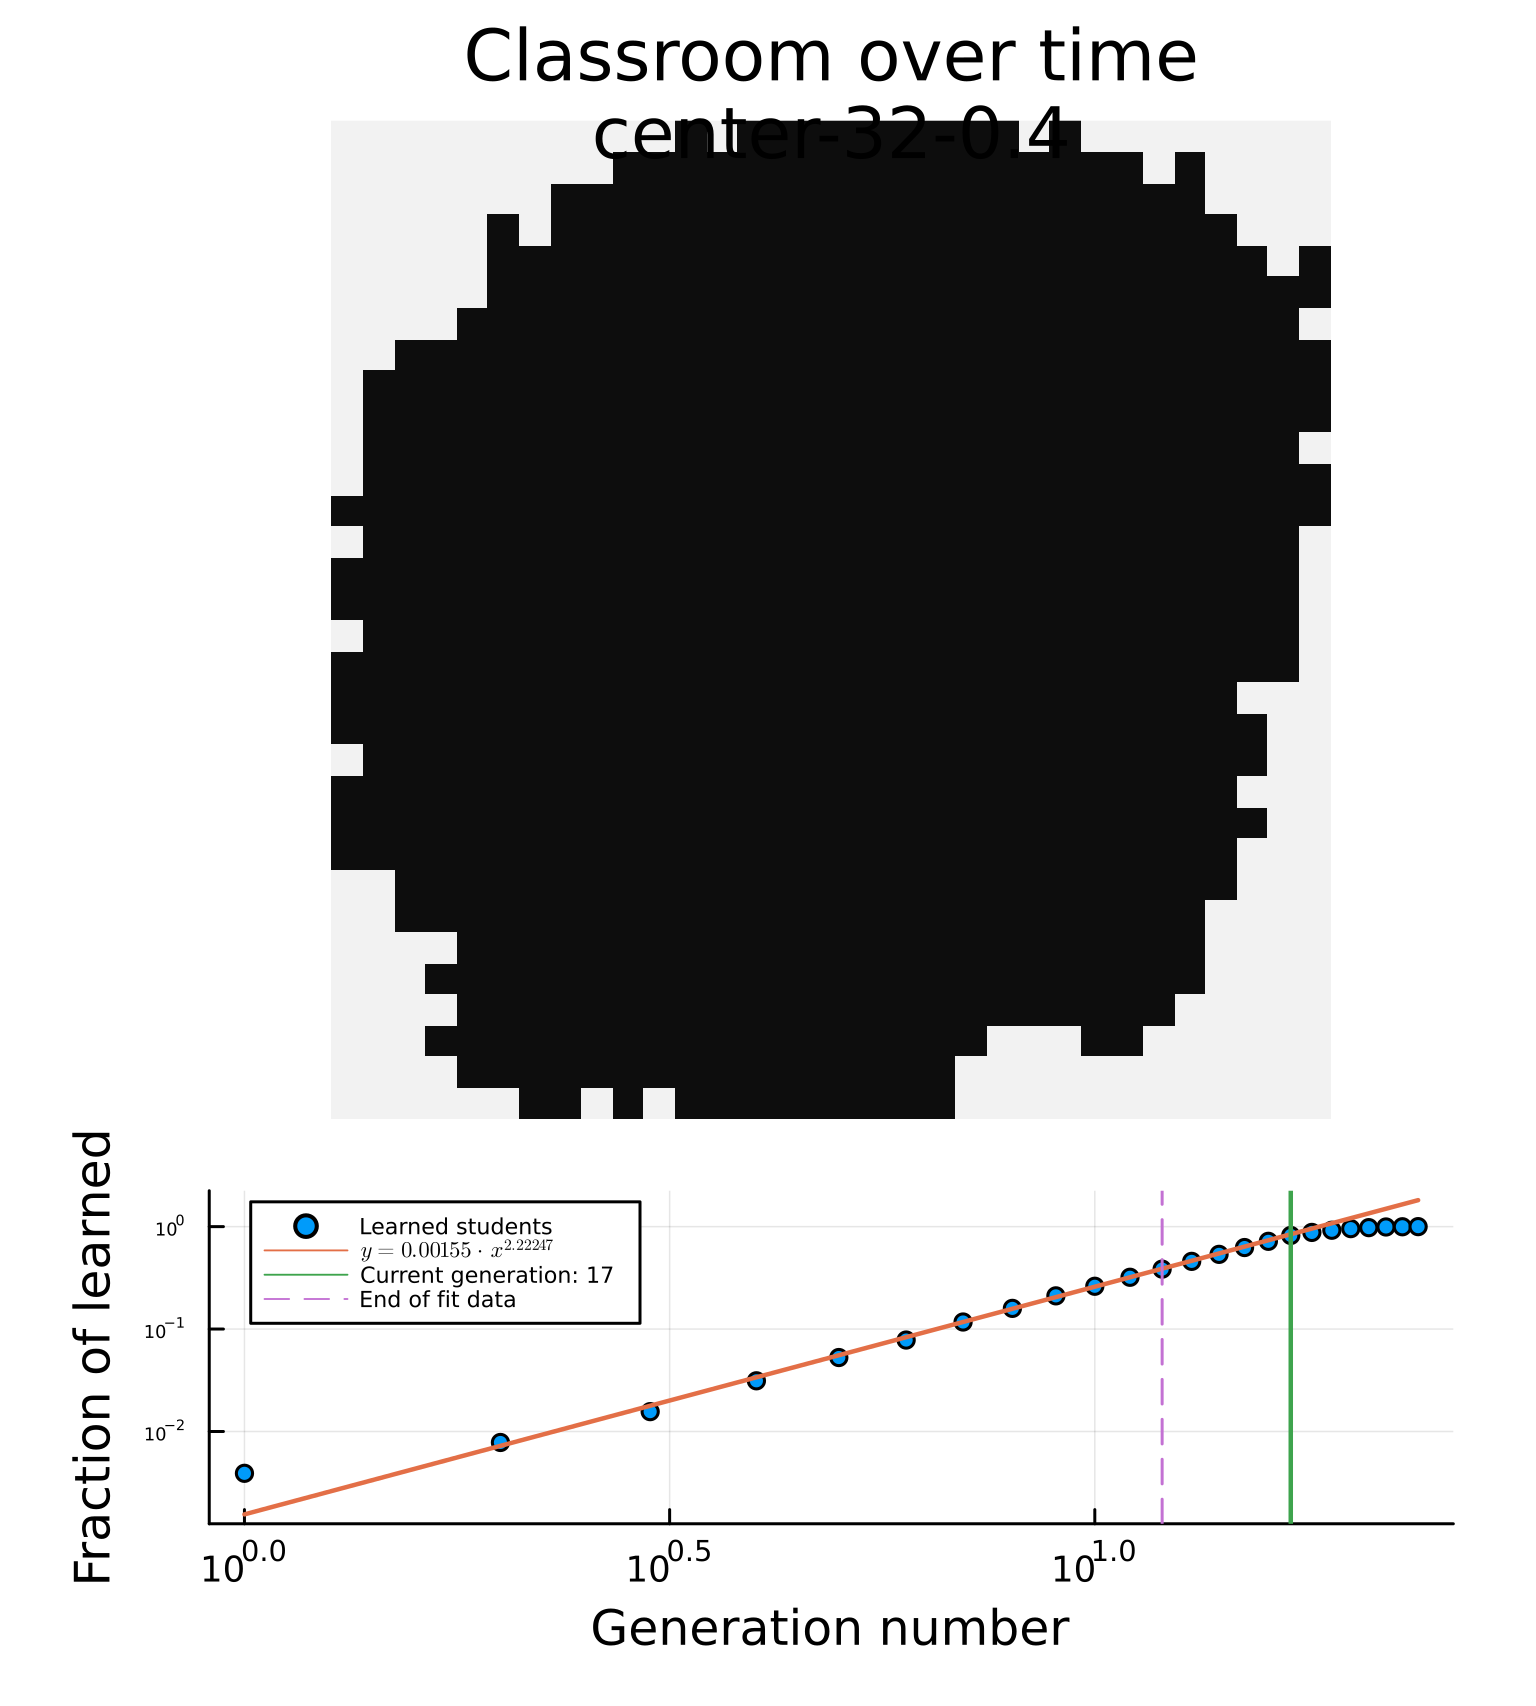 Classroom over time
center-32-0.4
Fraction of learned
10^0
10^-1
10^-2
Learned students
y = 0.00155 · x^2.22247
Current generation: 17
End of fit data
10^0.0 10^0.5 10^1.0
Generation number